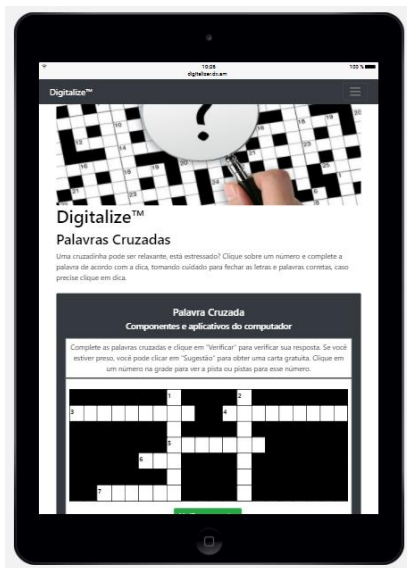 10:05
100 %
digitalizer.dx.am
Digitalize™
?
Digitalize™
Palavras Cruzadas
Uma cruzadinha pode ser relaxante, está estressado? Clique sobre um número e complete a
palavra de acordo com a dica, tomando cuidado para fechar as letras e palavras corretas, caso
precise clique em dica.
Palavra Cruzada
Componentes e aplicativos do computador
Complete as palavras cruzadas e clique em "Verificar" para verificar sua resposta. Se você
estiver preso, você pode clicar em "Sugestão" para obter uma carta gratuita. Clique em
um número na grade para ver a pista ou pistas para esse número.
1 2
3 4
5
6
7